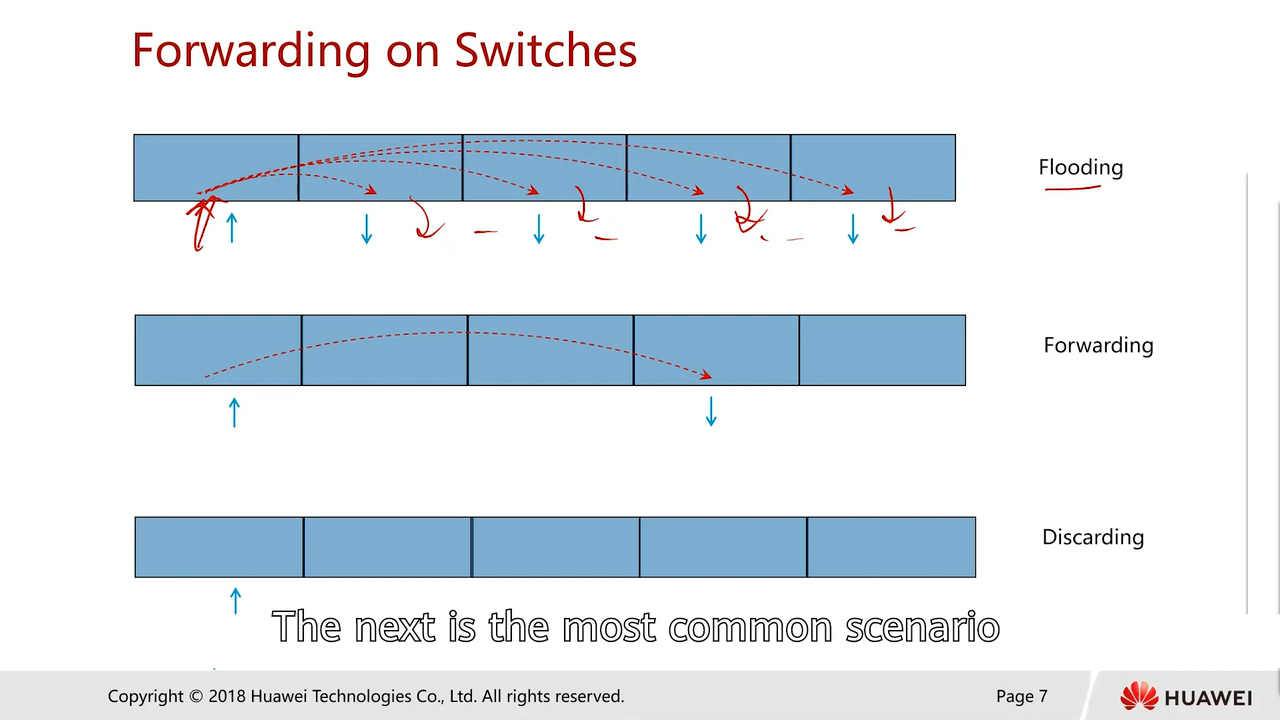 Forwarding on Switches
Flooding
Forwarding
Discarding
The next is the most common scenario
Copyright © 2018 Huawei Technologies Co., Ltd. All rights reserved.
Page 7
HUAWEI